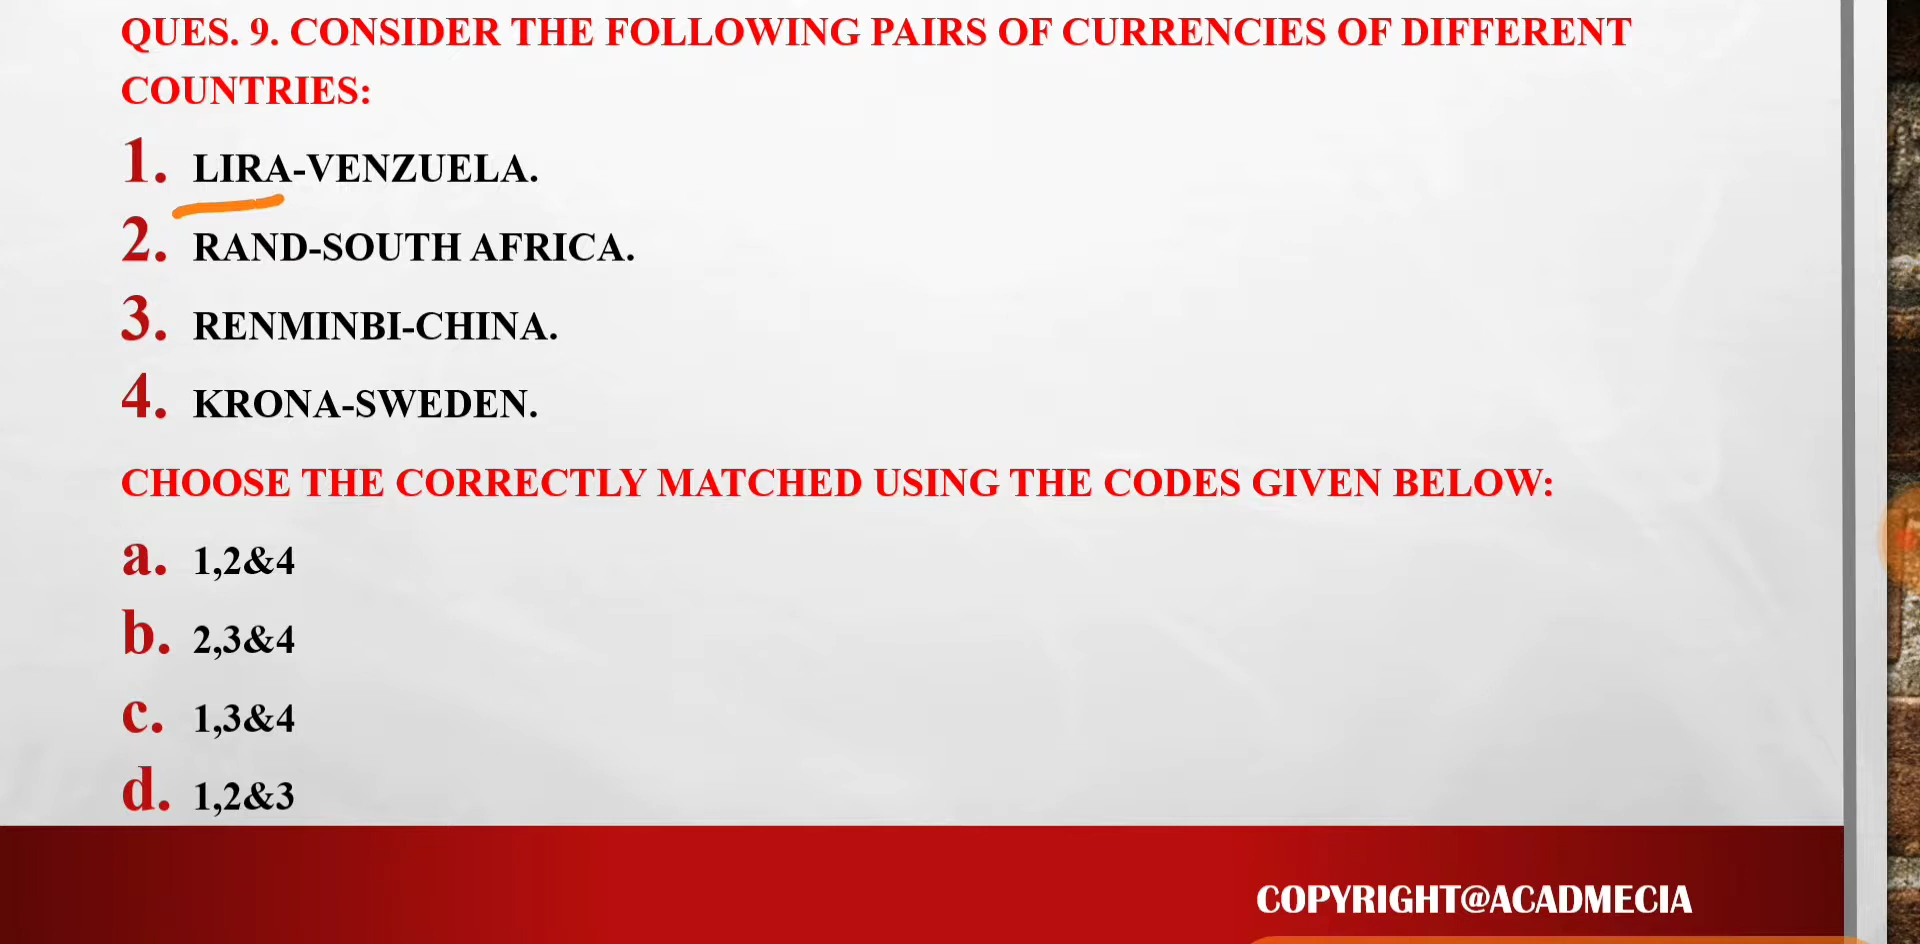 QUES. 9. CONSIDER THE FOLLOWING PAIRS OF CURRENCIES OF DIFFERENT
COUNTRIES:
1. LIRA-VENZUELA.
2. RAND-SOUTH AFRICA.
3. RENMINBI-CHINA.
4. KRONA-SWEDEN.
CHOOSE THE CORRECTLY MATCHED USING THE CODES GIVEN BELOW:
a. 1,2&4
b. 2,3&4
c. 1,3&4
d. 1,2&3
COPYRIGHT@ACADMECIA